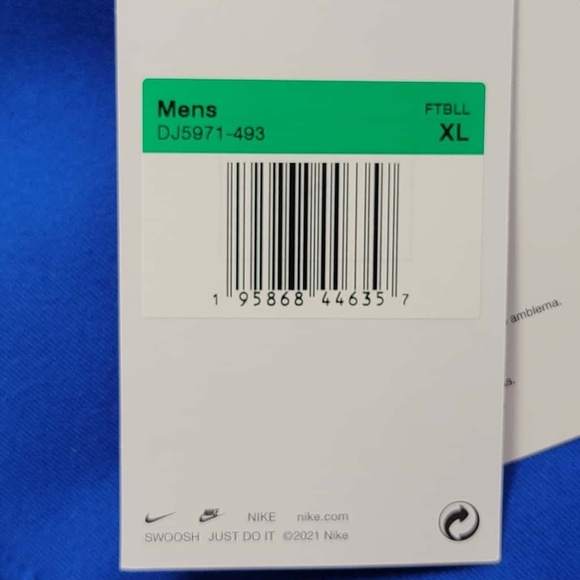 Mens FTBLL
DJ5971-493 XL
1 95868 44635 7
amblema.
NIKE nike.com
SWOOSH JUST DO IT ©2021 Nike